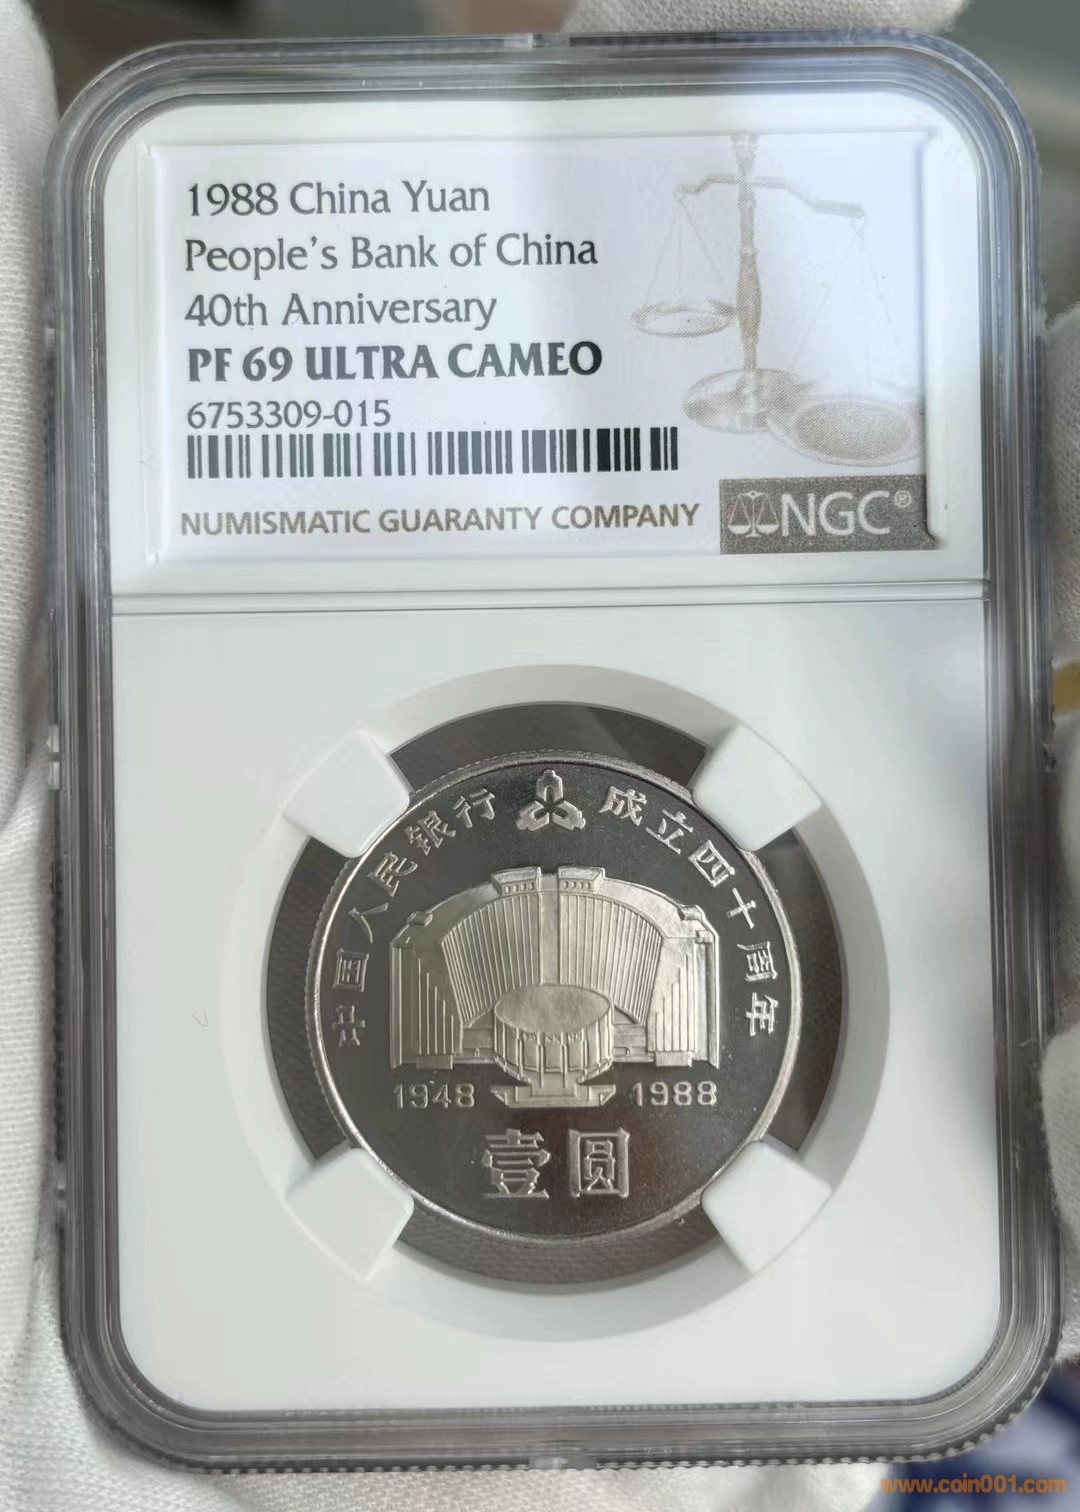 1988 China Yuan
People's Bank of China
40th Anniversary
PF 69 ULTRA CAMEO
6753309-015
NUMISMATIC GUARANTY COMPANY
NGC®
中国人民银行 成立四十周年
1948 1988
壹圆
www.coin001.com